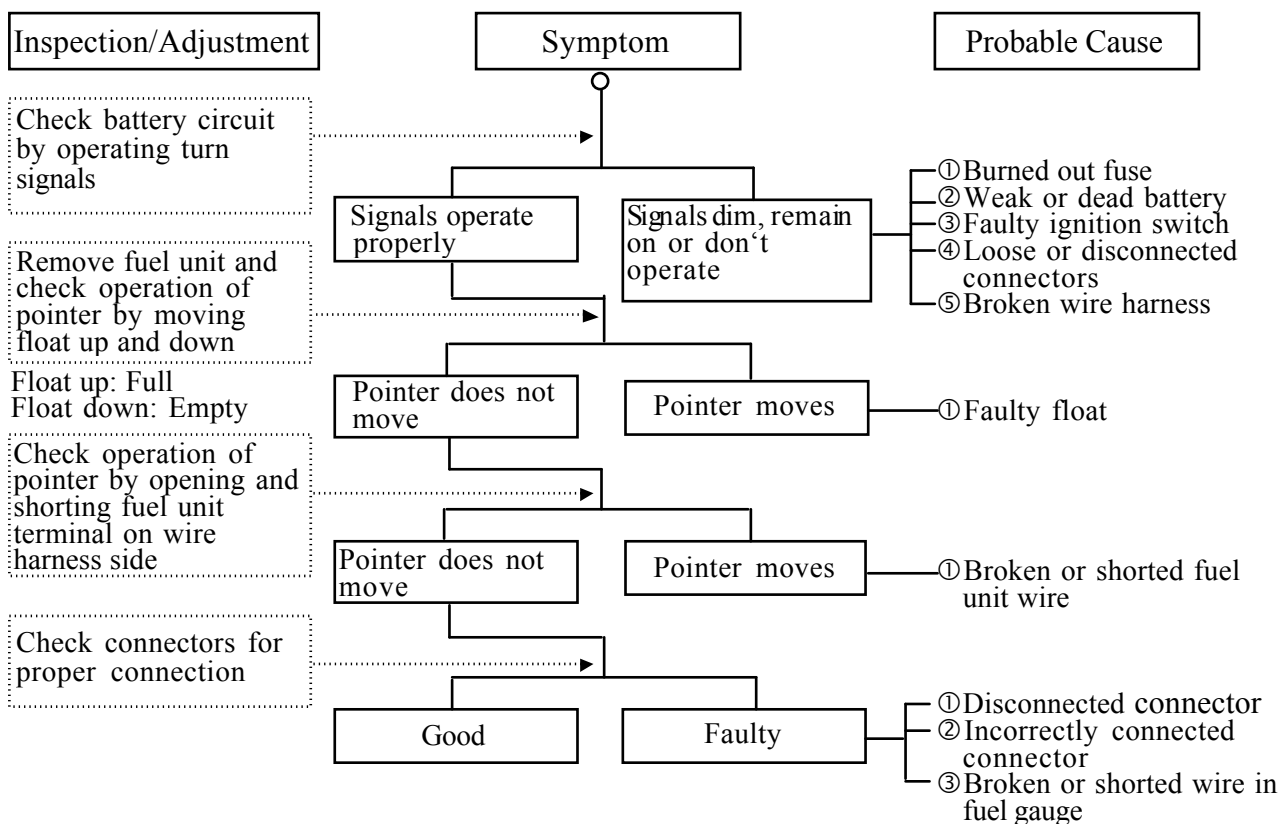 Inspection/Adjustment
Symptom
Probable Cause
Check battery circuit
by operating turn
signals
Signals operate
properly
Signals dim, remain
on or don‘t
operate
①Burned out fuse
②Weak or dead battery
③Faulty ignition switch
④Loose or disconnected
connectors
⑤Broken wire harness
Remove fuel unit and
check operation of
pointer by moving
float up and down
Float up: Full
Float down: Empty
Pointer does not
move
Pointer moves
①Faulty float
Check operation of
pointer by opening and
shorting fuel unit
terminal on wire
harness side
Pointer does not
move
Pointer moves
①Broken or shorted fuel
unit wire
Check connectors for
proper connection
Good
Faulty
①Disconnected connector
②Incorrectly connected
connector
③Broken or shorted wire in
fuel gauge